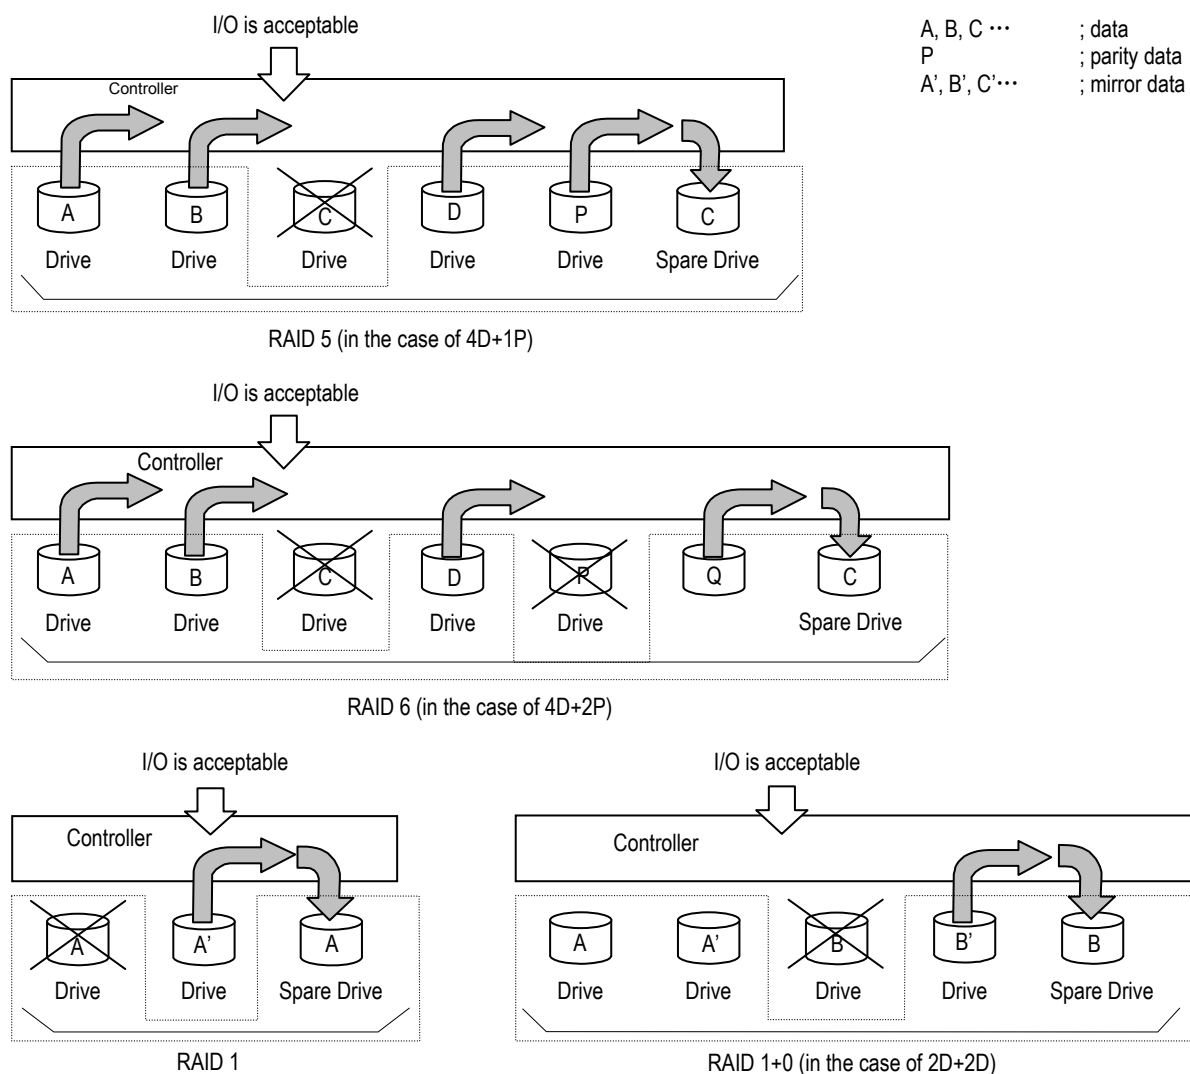 I/O is acceptable
A, B, C ⋯ ; data
P ; parity data
A’, B’, C’⋯ ; mirror data
Controller
A B C D P C
Drive Drive Drive Drive Drive Spare Drive
RAID 5 (in the case of 4D+1P)
I/O is acceptable
Controller
A B C D P Q C
Drive Drive Drive Drive Drive Spare Drive
RAID 6 (in the case of 4D+2P)
I/O is acceptable
Controller
A A’ A
Drive Drive Spare Drive
RAID 1
I/O is acceptable
Controller
A A’ B B’ B
Drive Drive Drive Drive Spare Drive
RAID 1+0 (in the case of 2D+2D)